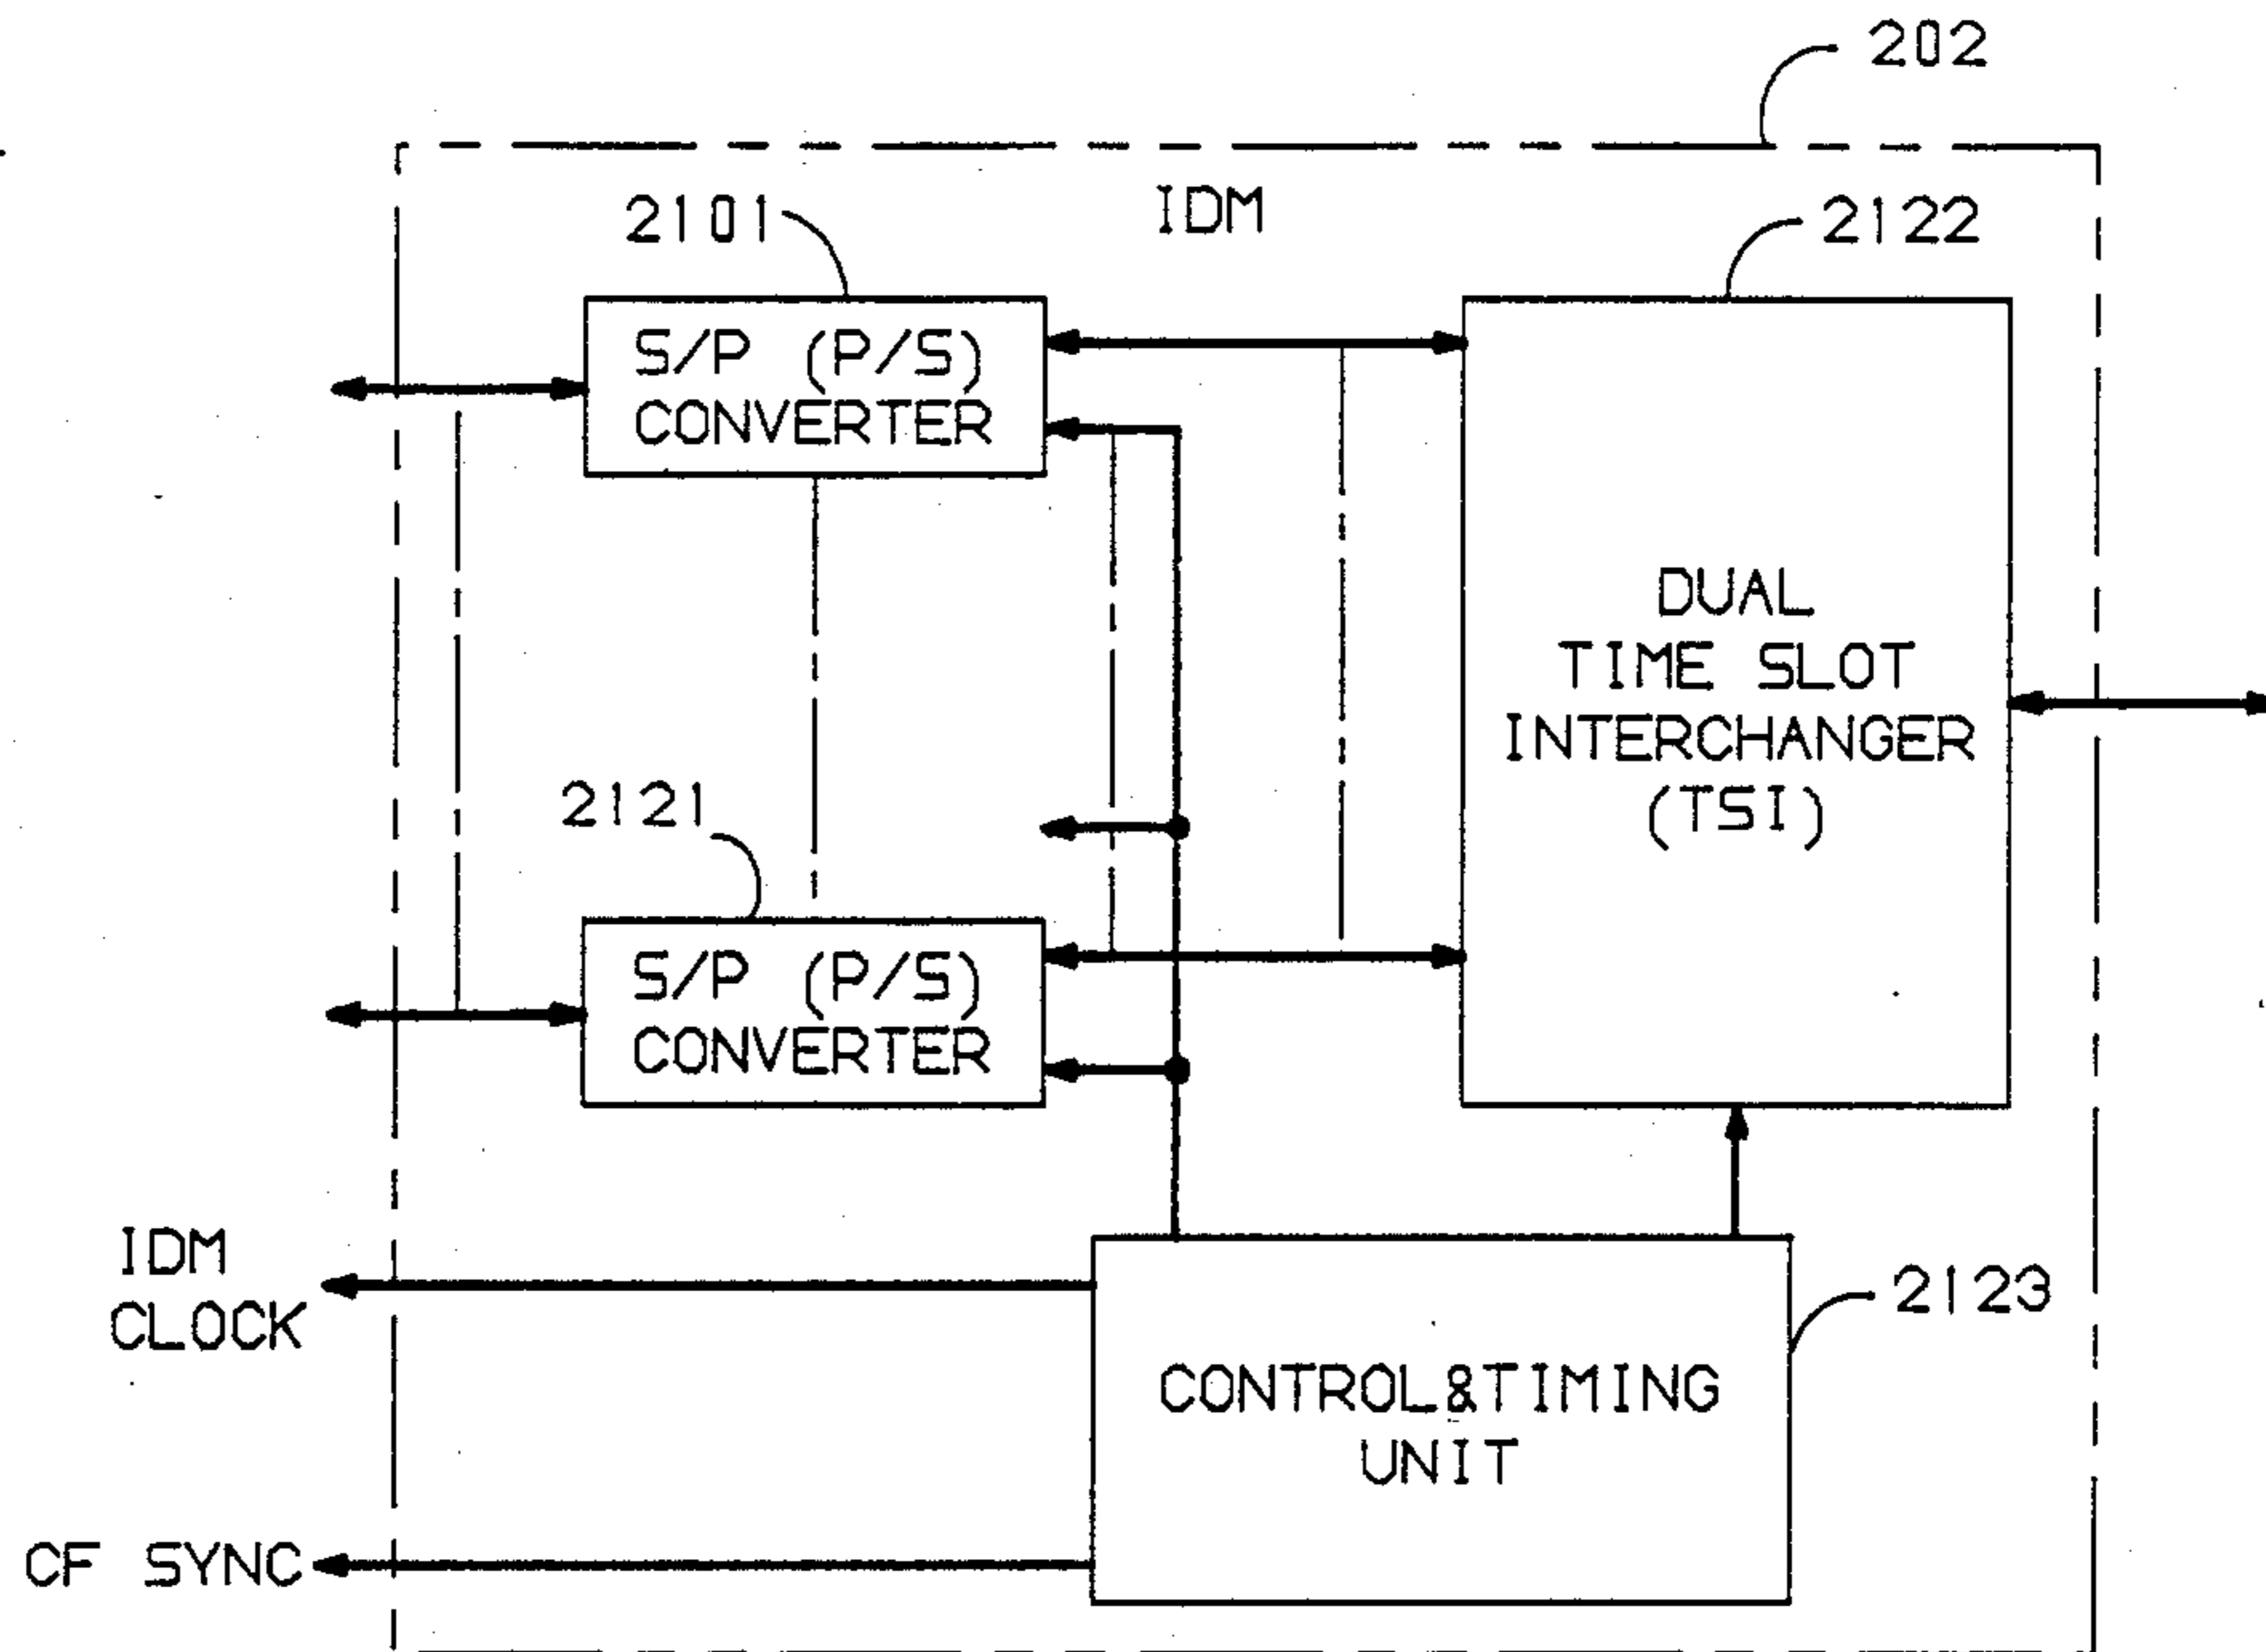 202
IDM
2101
2122
S/P (P/S)
CONVERTER
DUAL
TIME SLOT
INTERCHANGER
(TSI)
2121
S/P (P/S)
CONVERTER
IDM
CLOCK
2123
CONTROL&TIMING
UNIT
CF SYNC